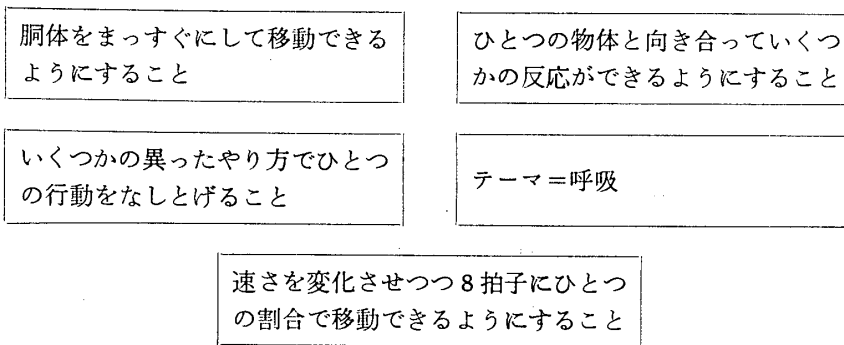 胴体をまっすぐにして移動できる
ようにすること
ひとつの物体と向き合っていくつ
かの反応ができるようにすること
いくつかの異ったやり方でひとつ
の行動をなしとげること
テーマ=呼吸
速さを変化させつつ8拍子にひとつ
の割合で移動できるようにすること